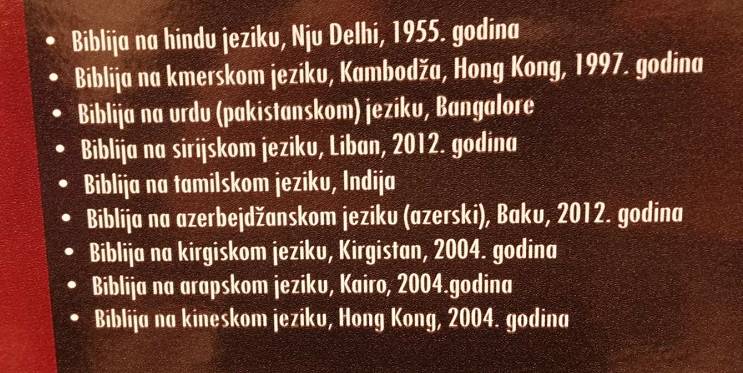 • Biblija na hindu jeziku, Nju Delhi, 1955. godina
• Biblija na kmerskom jeziku, Kambodža, Hong Kong, 1997. godina
• Biblija na urdu (pakistanskom) jeziku, Bangalore
• Biblija na sirijskom jeziku, Liban, 2012. godina
• Biblija na tamilskom jeziku, Indija
• Biblija na azerbejdžanskom jeziku (azerski), Baku, 2012. godina
• Biblija na kirgiskom jeziku, Kirgistan, 2004. godina
• Biblija na arapskom jeziku, Kairo, 2004.godina
• Biblija na kineskom jeziku, Hong Kong, 2004. godina